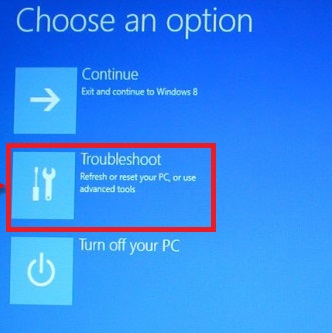 Choose an option
Continue
Exit and continue to Windows 8
Troubleshoot
Refresh or reset your PC, or use
advanced tools
Turn off your PC